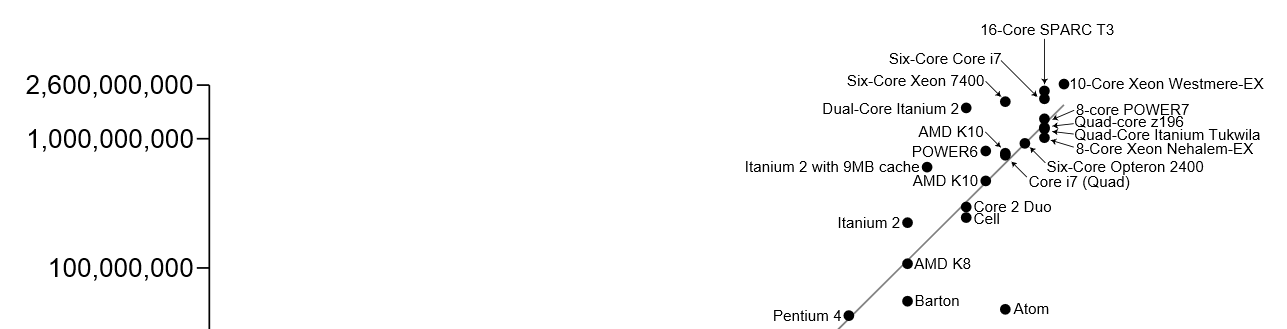 16-Core SPARC T3
Six-Core Core i7
Six-Core Xeon 7400
10-Core Xeon Westmere-EX
2,600,000,000
Dual-Core Itanium 2
8-core POWER7
Quad-core z196
AMD K10
Quad-Core Itanium Tukwila
1,000,000,000
8-Core Xeon Nehalem-EX
POWER6
Itanium 2 with 9MB cache
Six-Core Opteron 2400
AMD K10
Core i7 (Quad)
Core 2 Duo
Cell
Itanium 2
AMD K8
100,000,000
Barton
Atom
Pentium 4